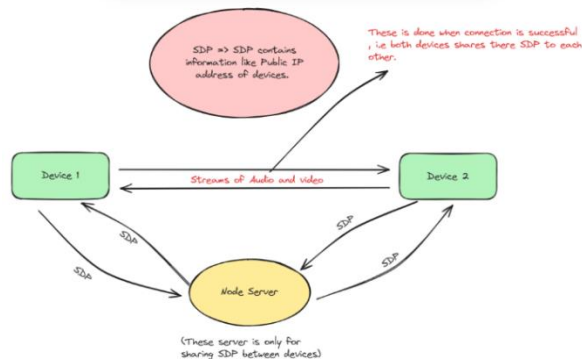 SDP => SDP contains
information like Public IP
address of devices.
These is done when connection is successful
, i.e both devices shares there SDP to each
other.
Device 1
Streams of Audio and video
Device 2
SDP
SDP
SDP
SDP
Node Server
(These server is only for
sharing SDP between devices)